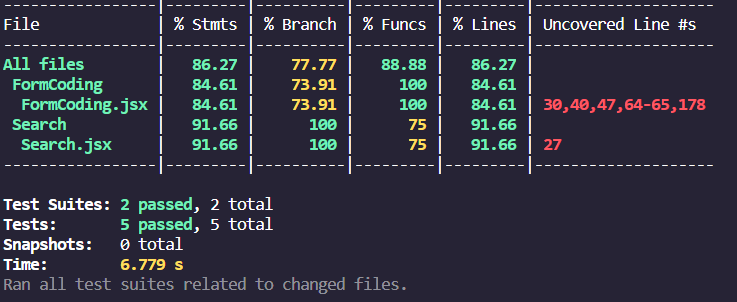 -----------------|---------|----------|---------|---------|-------------------
File             | % Stmts | % Branch | % Funcs | % Lines | Uncovered Line #s
-----------------|---------|----------|---------|---------|-------------------
All files        |   86.27 |    77.77 |   88.88 |   86.27 |
 FormCoding      |   84.61 |    73.91 |     100 |   84.61 |
  FormCoding.jsx |   84.61 |    73.91 |     100 |   84.61 | 30,40,47,64-65,178
 Search          |   91.66 |      100 |      75 |   91.66 |
  Search.jsx     |   91.66 |      100 |      75 |   91.66 | 27
-----------------|---------|----------|---------|---------|-------------------
Test Suites: 2 passed, 2 total
Tests:       5 passed, 5 total
Snapshots:   0 total
Time:        6.779 s
Ran all test suites related to changed files.